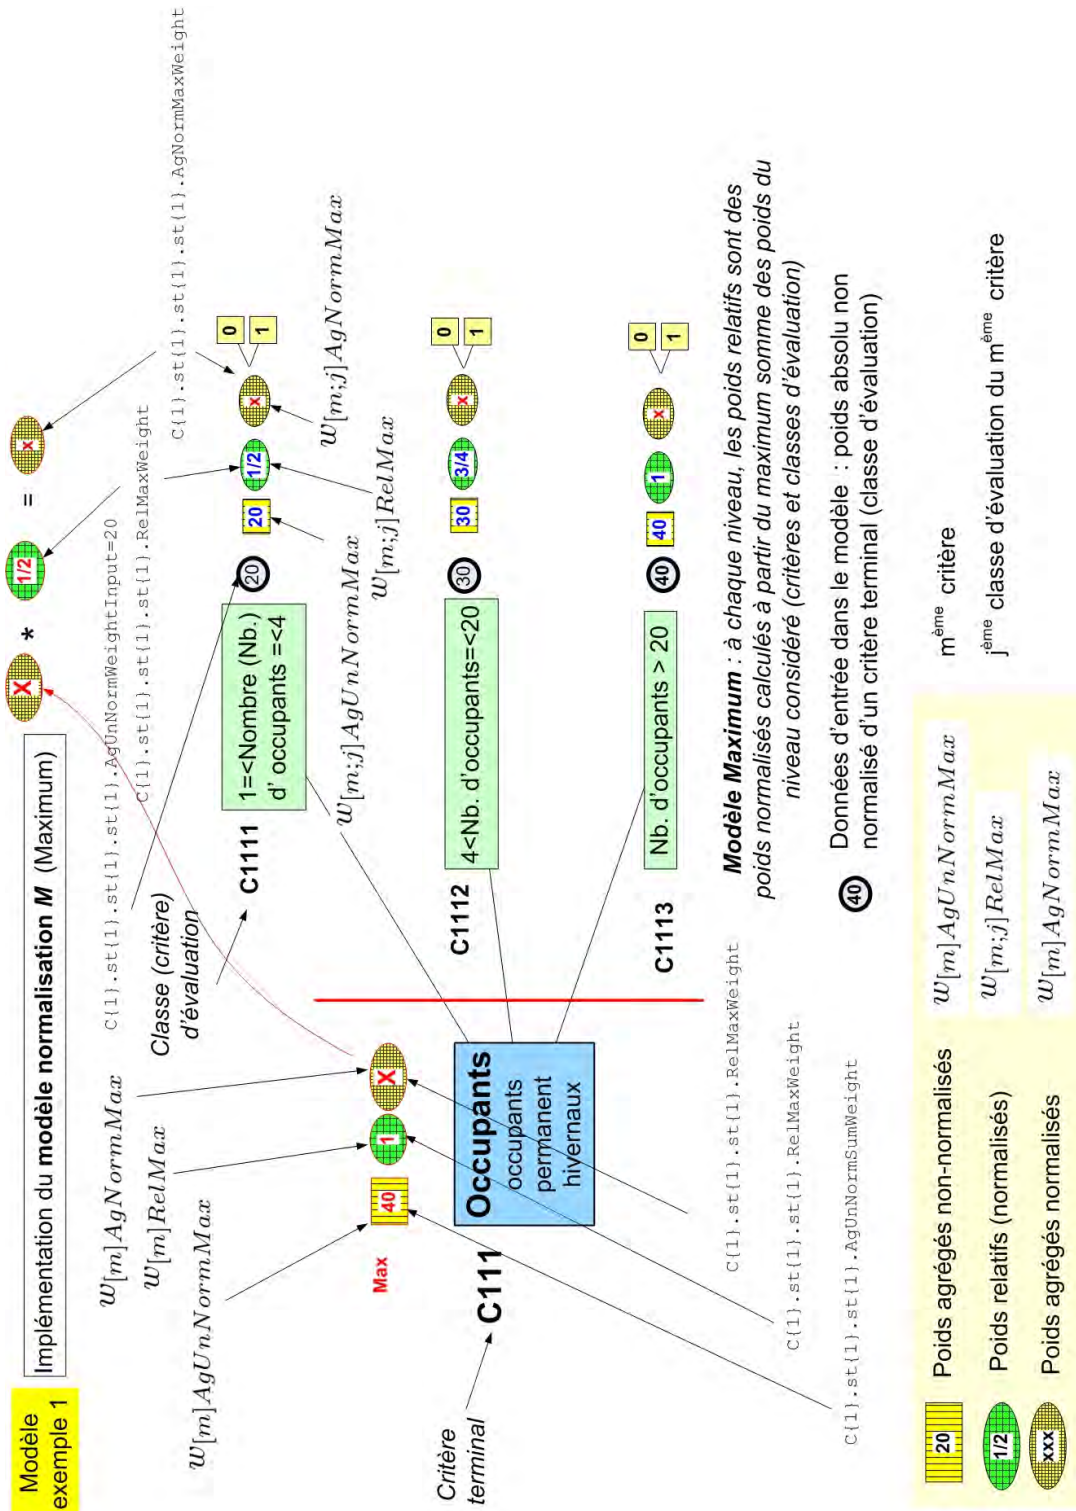 Modèle
exemple 1
Implémentation du modèle normalisation M (Maximum)
X * 1/2 = x
C{1}.st{1}.st{1}.st{1}.AgUnNormWeightInput=20
C{1}.st{1}.st{1}.st{1}.RelMaxWeight
C{1}.st{1}.st{1}.st{1}.AgNormMaxWeight
w[m]AgNormMax
w[m]RelMax
w[m]AgUnNormMax
Classe (critère)
d'évaluation
C1111
1=<Nombre (Nb.)
d' occupants =<4
20
20
1/2
x
0
1
w[m;j]AgUnNormMax
w[m;j]RelMax
w[m;j]AgNormMax
Max
40
1
X
Critère
terminal
C111
Occupants
occupants
permanent
hivernaux
C1112
4<Nb. d'occupants=<20
30
30
3/4
x
0
1
C1113
Nb. d'occupants > 20
40
40
1
x
0
1
C{1}.st{1}.st{1}.RelMaxWeight
C{1}.st{1}.st{1}.RelMaxWeight
C{1}.st{1}.st{1}.AgUnNormSumWeight
Modèle Maximum : à chaque niveau, les poids relatifs sont des
poids normalisés calculés à partir du maximum somme des poids du
niveau considéré (critères et classes d'évaluation)
40
Données d'entrée dans le modèle : poids absolu non
normalisé d'un critère terminal (classe d'évaluation)
20 Poids agrégés non-normalisés w[m]AgUnNormMax
1/2 Poids relatifs (normalisés) w[m;j]RelMax
xxx Poids agrégés normalisés w[m]AgNormMax
mème critère
jème classe d'évaluation du mème critère